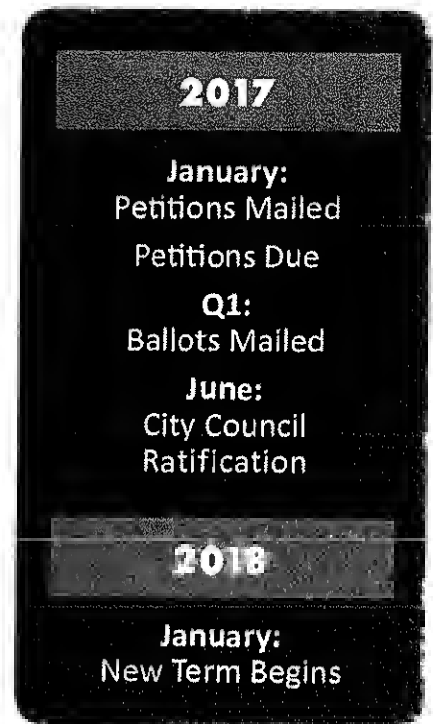 2017
January:
Petitions Mailed
Petitions Due
Q1:
Ballots Mailed
June:
City Council
Ratification
2018
January:
New Term Begins